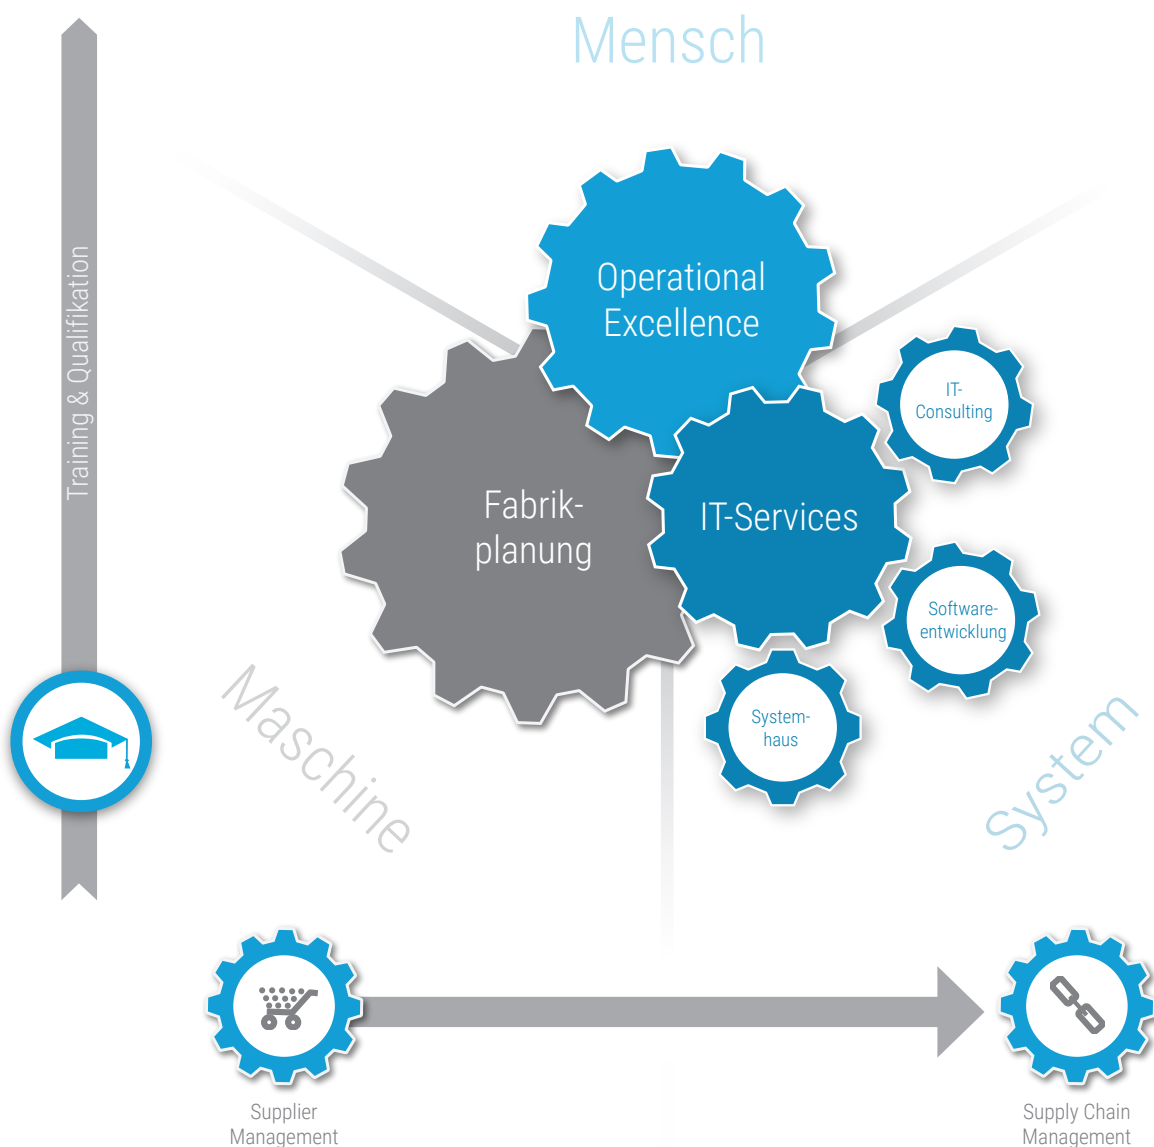 Mensch
Training & Qualifikation
Operational
Excellence
IT-
Consulting
Fabrik-
planung
IT-Services
Software-
entwicklung
System-
haus
Maschine
System
Supplier
Management
Supply Chain
Management